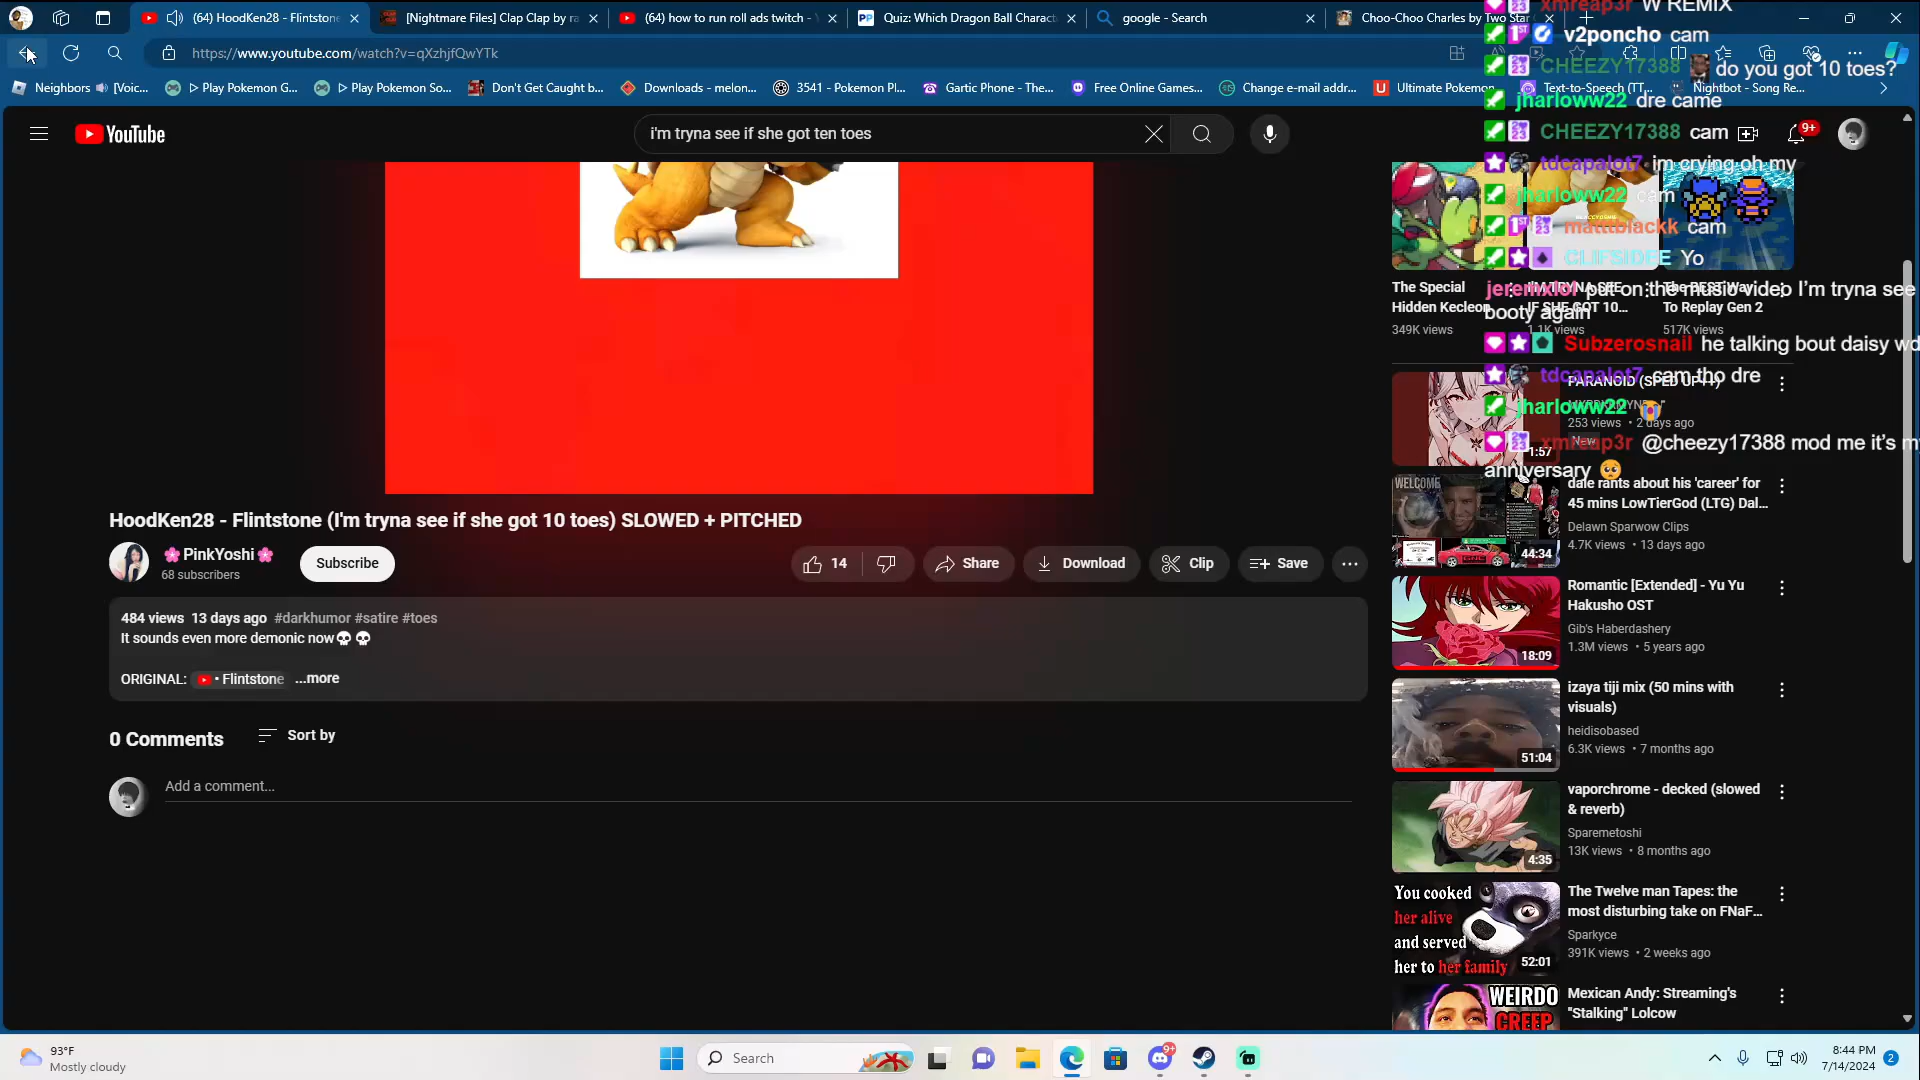 (64) HoodKen28 - Flintstone
[Nightmare Files] Clap Clap by ra
(64) how to run roll ads twitch - Y
Quiz: Which Dragon Ball Charact
google - Search
Choo-Choo Charles by Two Star
https://www.youtube.com/watch?v=qXzhjfQwYTk
Neighbors [Voic...
Play Pokemon G...
Play Pokemon So...
Don't Get Caught b...
Downloads - melon...
3541 - Pokemon Pl...
Gartic Phone - The...
Free Online Games...
Change e-mail addr...
Ultimate Pokemon
Text-to-Speech (TT...
Nightbot - Song Re...
YouTube
i'm tryna see if she got ten toes
9+
xmreap3r W REMIX
v2poncho cam
CHEEZY17388 do you got 10 toes?
jharloww22 dre came
CHEEZY17388 cam
tdcapalot7 im crying oh my
jharloww22 cam
matttblackk cam
CLIFSIDEE Yo
jeremxlol put on the music video I'm tryna see
booty again
Subzerosnail he talking bout daisy wd
tdcapalot7 cam tho dre
jharloww22 😭
xmreap3r @cheezy17388 mod me it's my
anniversary 🥺
HoodKen28 - Flintstone (I'm tryna see if she got 10 toes) SLOWED + PITCHED
🌸PinkYoshi🌸
68 subscribers
Subscribe
14
Share
Download
Clip
Save
484 views 13 days ago #darkhumor #satire #toes
It sounds even more demonic now💀💀
ORIGINAL: • Flintstone ...more
0 Comments
Sort by
Add a comment...
The Special
Hidden Kecleon
349K views
I'M TRYNA SEE
IF SHE GOT 10...
1.1K views
The BEST Way
To Replay Gen 2
517K views
PARANOID (SPED UP++)
253 views • 2 days ago
New
1:57
WELCOME
dale rants about his 'career' for
45 mins LowTierGod (LTG) Dal...
Delawn Sparwow Clips
4.7K views • 13 days ago
44:34
Romantic [Extended] - Yu Yu
Hakusho OST
Gib's Haberdashery
1.3M views • 5 years ago
18:09
izaya tiji mix (50 mins with
visuals)
heidisobased
6.3K views • 7 months ago
51:04
vaporchrome - decked (slowed
& reverb)
Sparemetoshi
13K views • 8 months ago
4:35
You cooked
her alive
and served
her to her family
52:01
The Twelve man Tapes: the
most disturbing take on FNaF...
Sparkyce
391K views • 2 weeks ago
WEIRDO
CREEP
Mexican Andy: Streaming's
"Stalking" Lolcow
93°F
Mostly cloudy
Search
9+
8:44 PM
7/14/2024
2